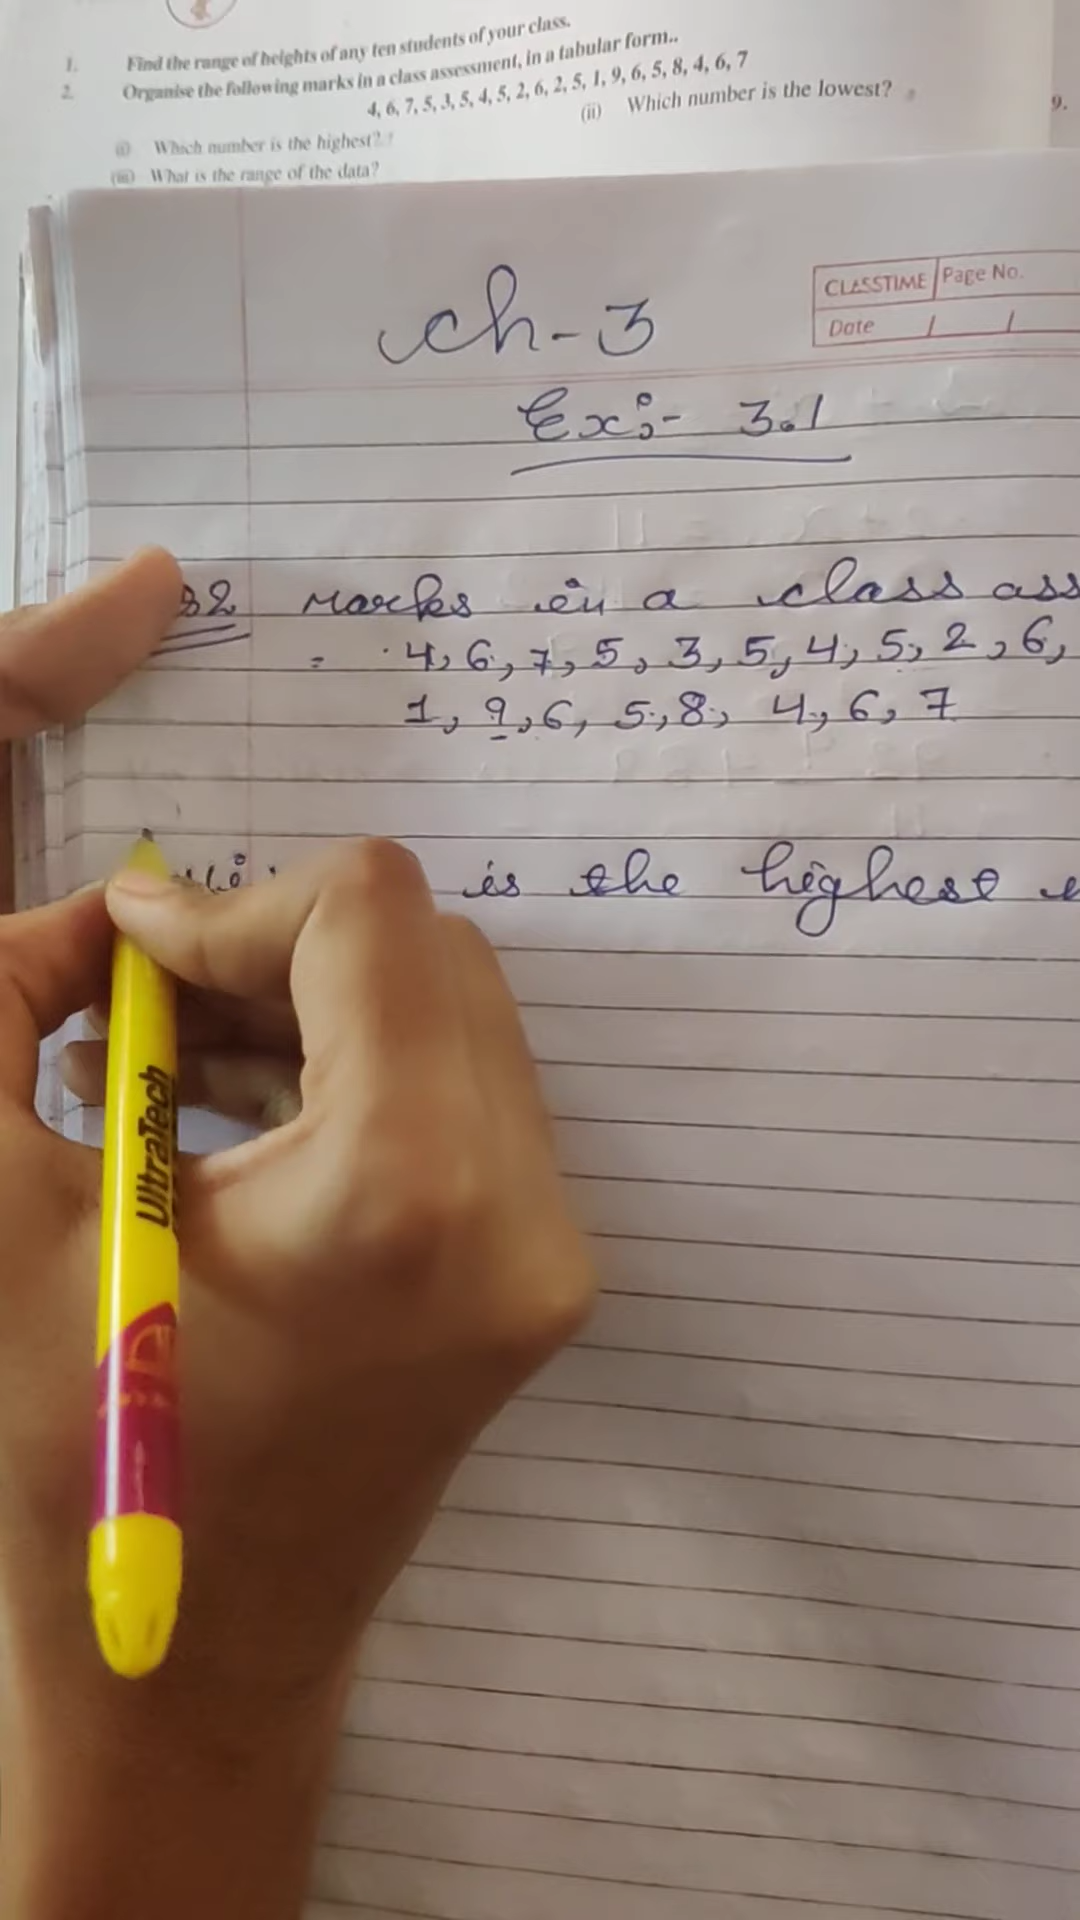 1. Find the range of heights of any ten students of your class.
2. Organise the following marks in a class assessment, in a tabular form..
4, 6, 7, 5, 3, 5, 4, 5, 2, 6, 2, 5, 1, 9, 6, 5, 8, 4, 6, 7
(i) Which number is the highest? (ii) Which number is the lowest?
(iii) What is the range of the data?
9.
CLASSTIME Page No.
Date / /
Ch-3
Ex:- 3.1
2 Marks in a class ass
= 4, 6, 7, 5, 3, 5, 4, 5, 2, 6,
1, 9, 6, 5, 8, 4, 6, 7
is the highest
UltraTech